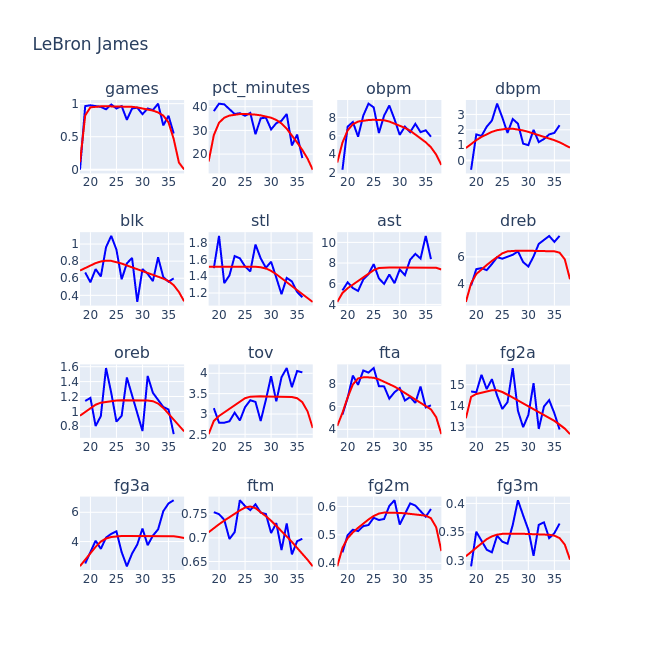 LeBron James
games pct_minutes obpm dbpm
1 0.5 0 20 25 30 35
40 30 20 20 25 30 35
8 6 4 2 20 25 30 35
3 2 1 0 20 25 30 35
blk stl ast dreb
1 0.8 0.6 0.4 20 25 30 35
1.8 1.6 1.4 1.2 20 25 30 35
10 8 6 4 20 25 30 35
6 4 20 25 30 35
oreb tov fta fg2a
1.6 1.4 1.2 1 0.8 20 25 30 35
4 3.5 3 2.5 20 25 30 35
8 6 4 20 25 30 35
15 14 13 20 25 30 35
fg3a ftm fg2m fg3m
6 4 20 25 30 35
0.75 0.7 0.65 20 25 30 35
0.6 0.5 0.4 20 25 30 35
0.4 0.35 0.3 20 25 30 35